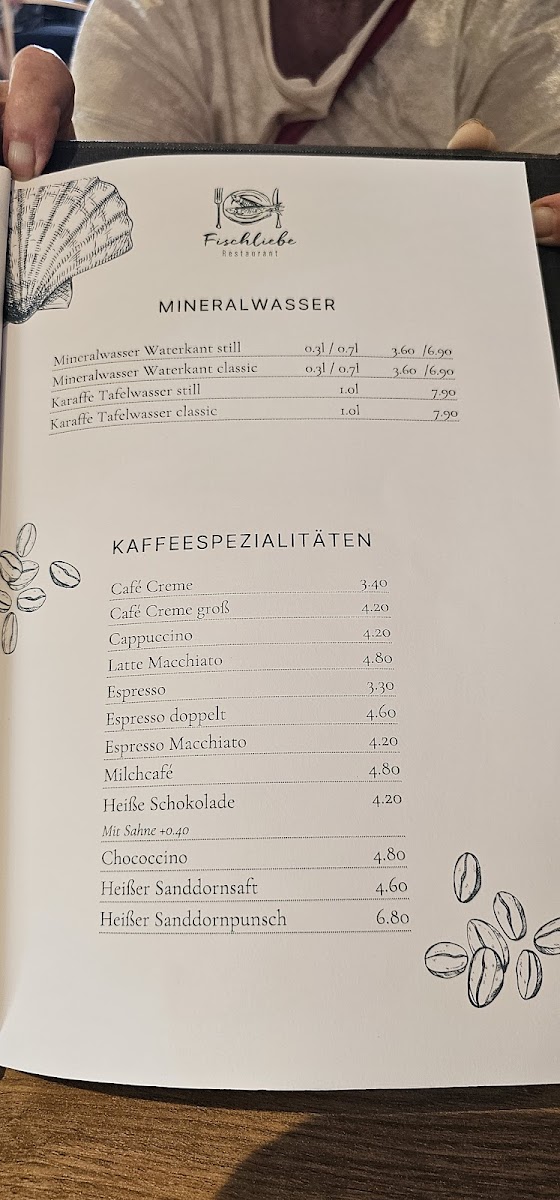 Fischliebe
Restaurant
MINERALWASSER
Mineralwasser Waterkant still 0.3l / 0.7l 3.60 /6.90
Mineralwasser Waterkant classic 0.3l / 0.7l 3.60 /6.90
Karaffe Tafelwasser still 1.0l 7.90
Karaffe Tafelwasser classic 1.0l 7.90
KAFFEESPEZIALITÄTEN
Café Creme 3.40
Café Creme groß 4.20
Cappuccino 4.20
Latte Macchiato 4.80
Espresso 3.30
Espresso doppelt 4.60
Espresso Macchiato 4.20
Milchcafé 4.80
Heiße Schokolade 4.20
Mit Sahne +0.40
Chococcino 4.80
Heißer Sanddornsaft 4.60
Heißer Sanddornpunsch 6.80